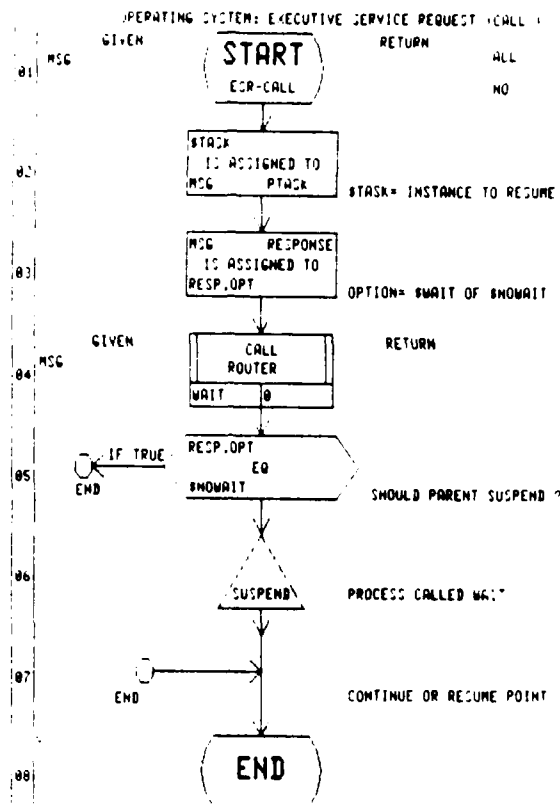 OPERATING SYSTEM: EXECUTIVE SERVICE REQUEST (CALL )
GIVEN RETURN
01 MSG START ALL
ESR-CALL NO
$TASK
IS ASSIGNED TO
02 MSG PTASK
$TASK= INSTANCE TO RESUME
MSG RESPONSE
IS ASSIGNED TO
03 RESP.OPT
OPTION= $WAIT OF $NOWAIT
GIVEN RETURN
04 MSG CALL
ROUTER
WAIT 0
RESP.OPT
IF TRUE EQ
05 $NOWAIT
END SHOULD PARENT SUSPEND ?
06 SUSPEND PROCESS CALLED WAIT
07 END CONTINUE OR RESUME POINT
08 END